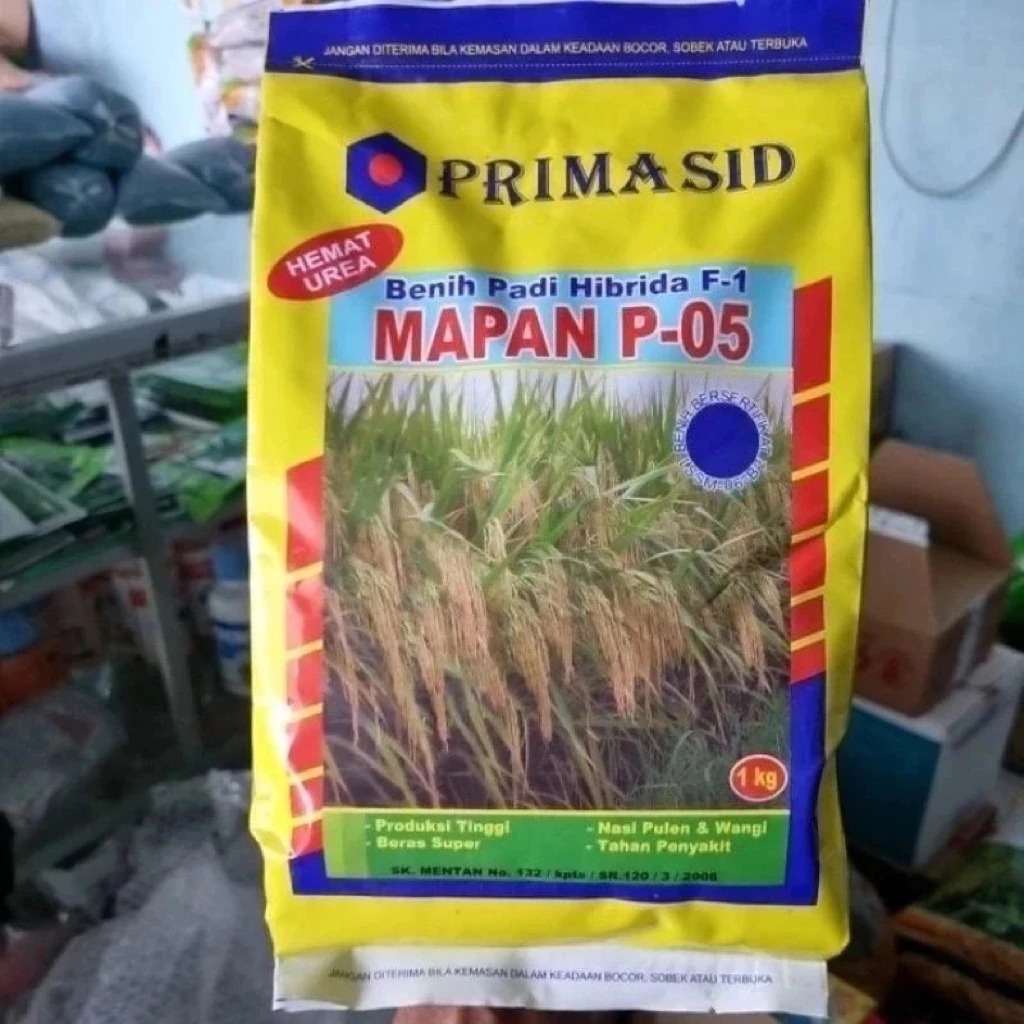 JANGAN DITERIMA BILA KEMASAN DALAM KEADAAN BOCOR, SOBEK ATAU TERBUKA
PRIMASID
HEMAT
UREA
Benih Padi Hibrida F-1
MAPAN P-05
BENIH BERSERTIFIKAT
1 kg
- Produksi Tinggi
- Beras Super
- Nasi Pulen & Wangi
- Tahan Penyakit
SK. MENTAN No. 132 / kpts / SR.120 / 3 / 2006
JANGAN DITERIMA BILA KEMASAN DALAM KEADAAN BOCOR, SOBEK ATAU TERBUKA